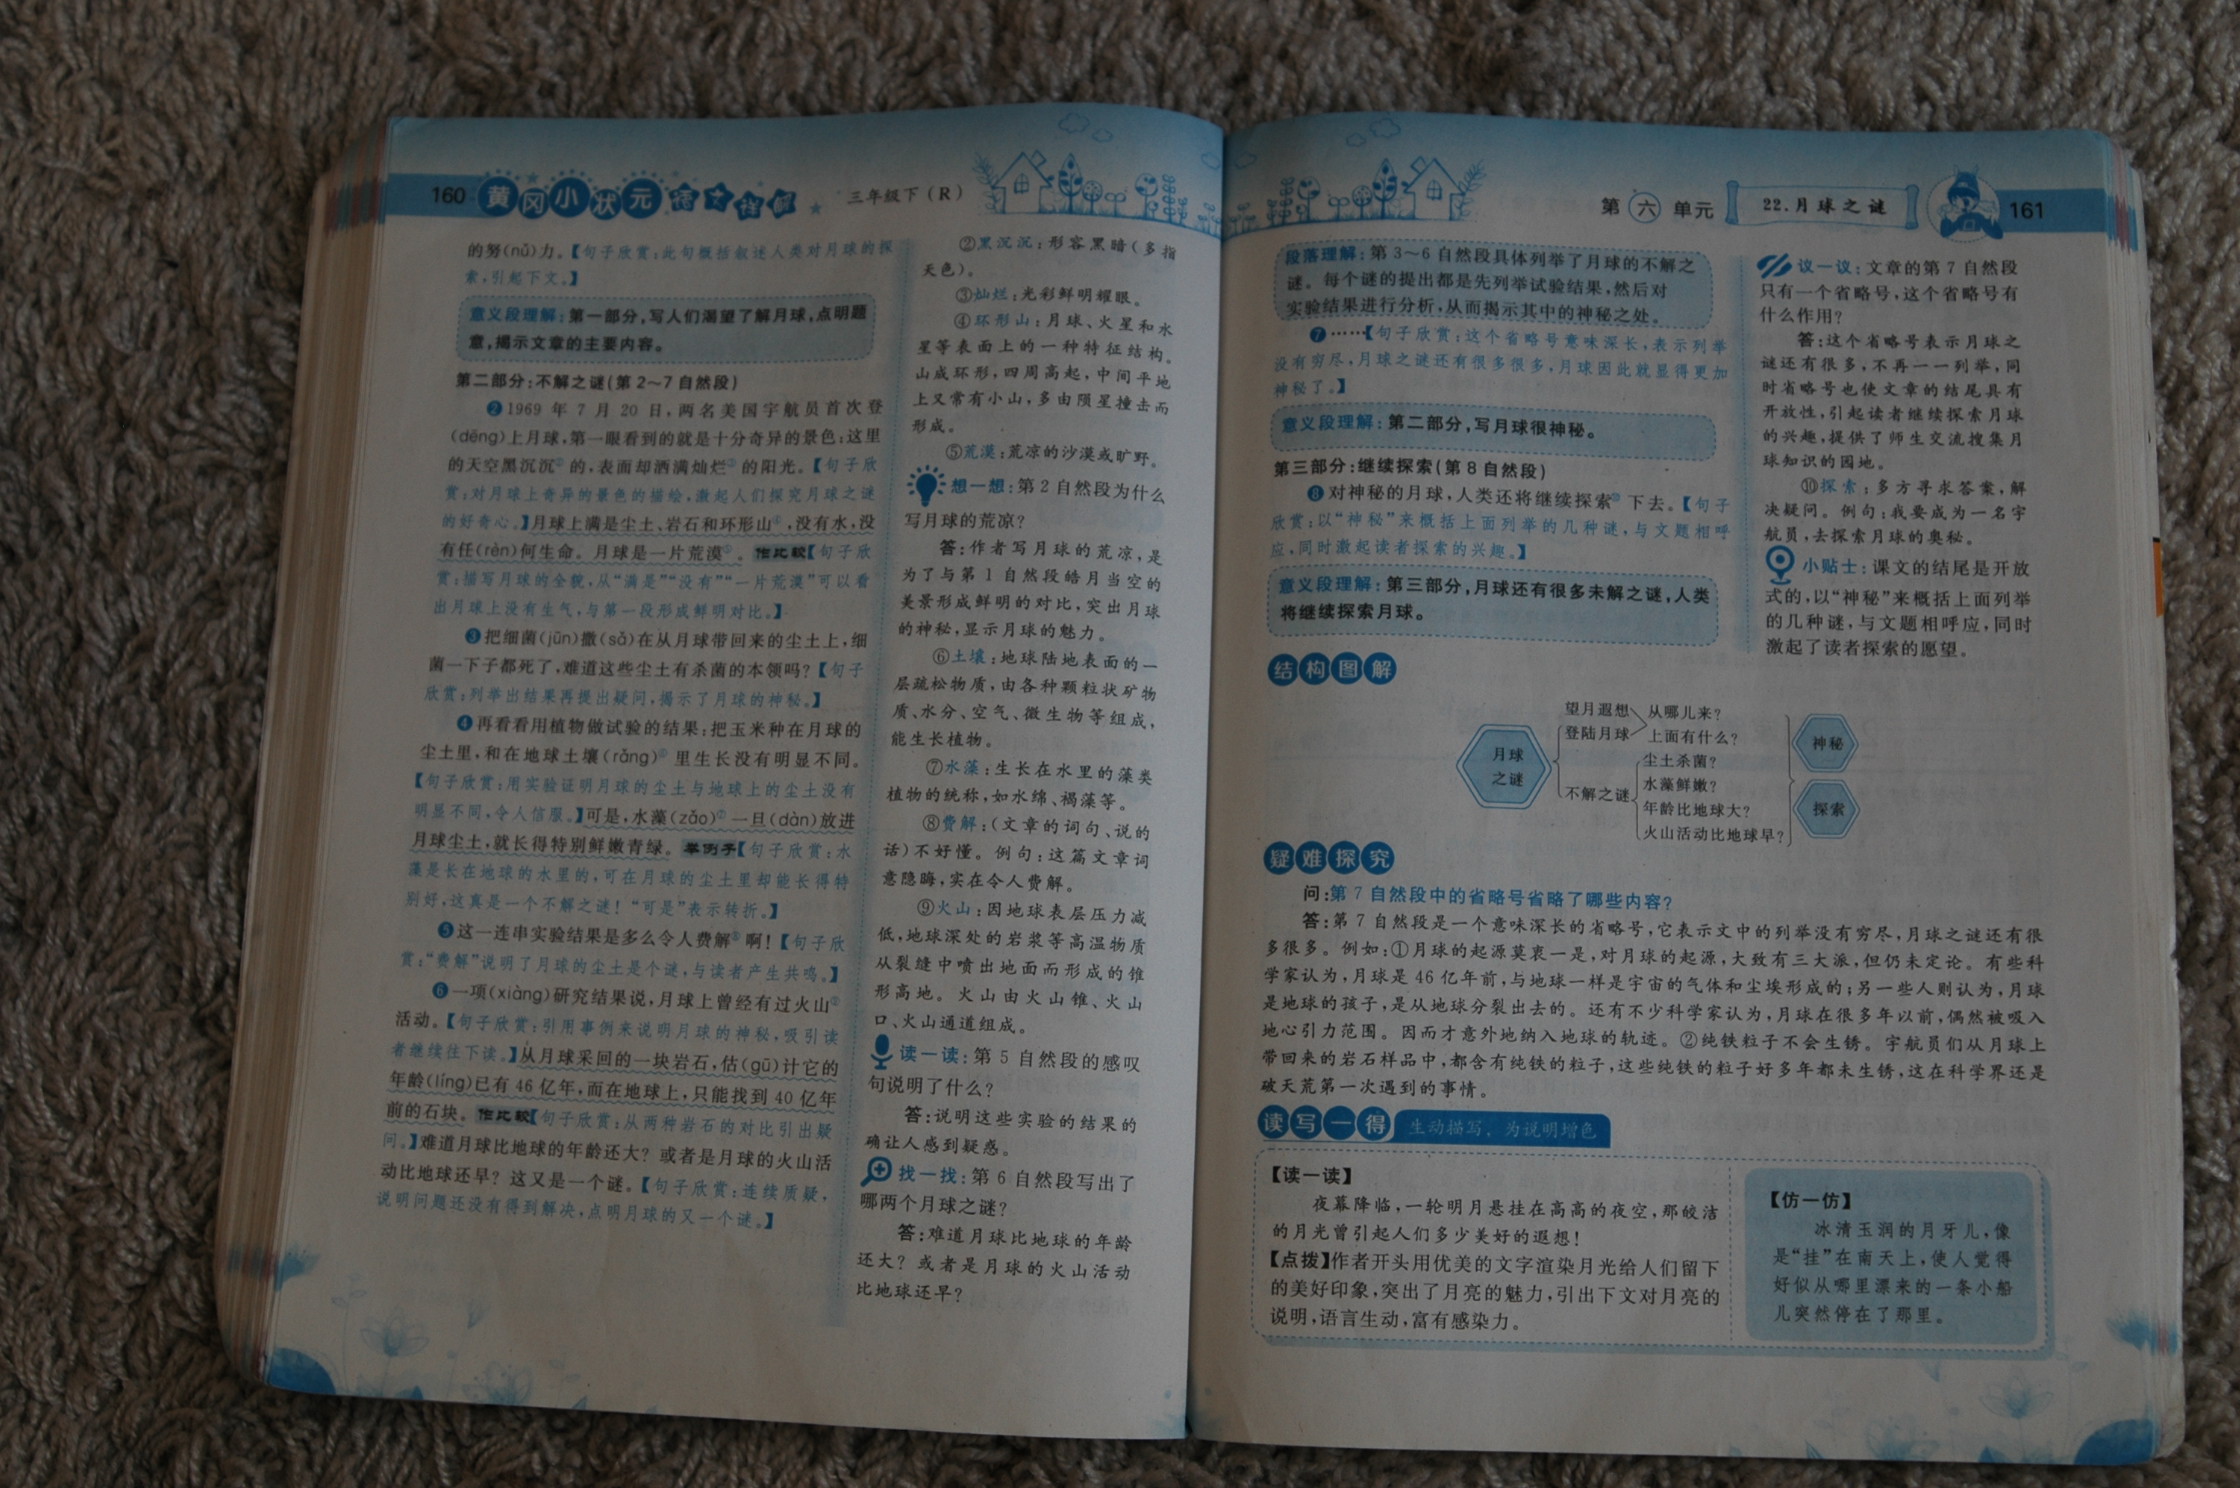 160
黄冈小状元
三年级下（R）
的努(nǔ)力。【句子欣赏：此句概括叙述人类对月球的探
索，引起下文。】
意义段理解：第一部分，写人们渴望了解月球，点明题
意，揭示文章的主要内容。
第二部分：不解之谜（第2~7自然段）
❷1969年7月20日，两名美国宇航员首次登
(dēng)上月球，第一眼看到的就是十分奇异的景色：这里
的天空黑沉沉②的，表面却洒满灿烂③的阳光。【句子欣
赏：对月球上奇异的景色的描绘，激起人们探究月球之谜
的好奇心。】月球上满是尘土、岩石和环形山④，没有水，没
有任(rèn)何生命。月球是一片荒漠⑤。作比较【句子欣
赏：描写月球的全貌，从“满是”“没有”“一片荒漠”可以看
出月球上没有生气，与第一段形成鲜明对比。】
❸把细菌(jūn)撒(sǎ)在从月球带回来的尘土上，细
菌一下子都死了，难道这些尘土有杀菌的本领吗？【句子
欣赏：列举出结果再提出疑问，揭示了月球的神秘。】
❹再看看用植物做试验的结果：把玉米种在月球的
尘土里，和在地球土壤(rǎng)⑥里生长没有明显不同。
【句子欣赏：用实验证明月球的尘土与地球上的尘土没有
明显不同，令人信服。】可是，水藻(zǎo)⑦一旦(dàn)放进
月球尘土，就长得特别鲜嫩青绿。举例子【句子欣赏：水
藻是长在地球的水里的，可在月球的尘土里却能长得特
别好，这真是一个不解之谜！“可是”表示转折。】
❺这一连串实验结果是多么令人费解⑧啊！【句子欣
赏：“费解”说明了月球的尘土是个谜，与读者产生共鸣。】
❻一项(xiàng)研究结果说，月球上曾经有过火山⑨
活动。【句子欣赏：引用事例来说明月球的神秘，吸引读
者继续往下读。】从月球采回的一块岩石，估(gū)计它的
年龄(líng)已有46亿年，而在地球上，只能找到40亿年
前的石块。作比较【句子欣赏：从两种岩石的对比引出疑
问。】难道月球比地球的年龄还大？或者是月球的火山活
动比地球还早？这又是一个谜。【句子欣赏：连续质疑，
说明问题还没有得到解决，点明月球的又一个谜。】
②黑沉沉：形容黑暗（多指
天色）。
③灿烂：光彩鲜明耀眼。
④环形山：月球、火星和水
星等表面上的一种特征结构。
山成环形，四周高起，中间平地
上又常有小山，多由陨星撞击而
形成。
⑤荒漠：荒凉的沙漠或旷野。
想一想：第2自然段为什么
写月球的荒凉？
答：作者写月球的荒凉，是
为了与第1自然段皓月当空的
美景形成鲜明的对比，突出月球
的神秘，显示月球的魅力。
⑥土壤：地球陆地表面的一
层疏松物质，由各种颗粒状矿物
质、水分、空气、微生物等组成，
能生长植物。
⑦水藻：生长在水里的藻类
植物的统称，如水绵、褐藻等。
⑧费解：（文章的词句、说的
话）不好懂。例句：这篇文章词
意隐晦，实在令人费解。
⑨火山：因地球表层压力减
低，地球深处的岩浆等高温物质
从裂缝中喷出地面而形成的锥
形高地。火山由火山锥、火山
口、火山通道组成。
读一读：第5自然段的感叹
句说明了什么？
答：说明这些实验的结果的
确让人感到疑惑。
找一找：第6自然段写出了
哪两个月球之谜？
答：难道月球比地球的年龄
还大？或者是月球的火山活动
比地球还早？
第六单元
22.月球之谜
161
段落理解：第3~6自然段具体列举了月球的不解之
谜。每个谜的提出都是先列举试验结果，然后对
实验结果进行分析，从而揭示其中的神秘之处。
❼……【句子欣赏：这个省略号意味深长，表示列举
没有穷尽，月球之谜还有很多很多，月球因此就显得更加
神秘了。】
意义段理解：第二部分，写月球很神秘。
第三部分：继续探索（第8自然段）
❽对神秘的月球，人类还将继续探索⑩下去。【句子
欣赏：以“神秘”来概括上面列举的几种谜，与文题相呼
应，同时激起读者探索的兴趣。】
意义段理解：第三部分，月球还有很多未解之谜，人类
将继续探索月球。
议一议：文章的第7自然段
只有一个省略号，这个省略号有
什么作用？
答：这个省略号表示月球之
谜还有很多，不再一一列举，同
时省略号也使文章的结尾具有
开放性，引起读者继续探索月球
的兴趣，提供了师生交流搜集月
球知识的园地。
⑩探索：多方寻求答案，解
决疑问。例句：我要成为一名宇
航员，去探索月球的奥秘。
小贴士：课文的结尾是开放
式的，以“神秘”来概括上面列举
的几种谜，与文题相呼应，同时
激起了读者探索的愿望。
结构图解
月球
之谜
望月遐想
从哪儿来？
登陆月球
上面有什么？
不解之谜
尘土杀菌？
水藻鲜嫩？
年龄比地球大？
火山活动比地球早？
神秘
探索
疑难探究
问：第7自然段中的省略号省略了哪些内容？
答：第7自然段是一个意味深长的省略号，它表示文中的列举没有穷尽，月球之谜还有很
多很多。例如：①月球的起源莫衷一是，对月球的起源，大致有三大派，但仍未定论。有些科
学家认为，月球是46亿年前，与地球一样是宇宙的气体和尘埃形成的；另一些人则认为，月球
是地球的孩子，是从地球分裂出去的。还有不少科学家认为，月球在很多年以前，偶然被吸入
地心引力范围。因而才意外地纳入地球的轨迹。②纯铁粒子不会生锈。宇航员们从月球上
带回来的岩石样品中，都含有纯铁的粒子，这些纯铁的粒子好多年都未生锈，这在科学界还是
破天荒第一次遇到的事情。
读写一得 生动描写，为说明增色
【读一读】
夜幕降临，一轮明月悬挂在高高的夜空，那皎洁
的月光曾引起人们多少美好的遐想！
【点拨】作者开头用优美的文字渲染月光给人们留下
的美好印象，突出了月亮的魅力，引出下文对月亮的
说明，语言生动，富有感染力。
【仿一仿】
冰清玉润的月牙儿，像
是“挂”在南天上，使人觉得
好似从哪里漂来的一条小船
儿突然停在了那里。